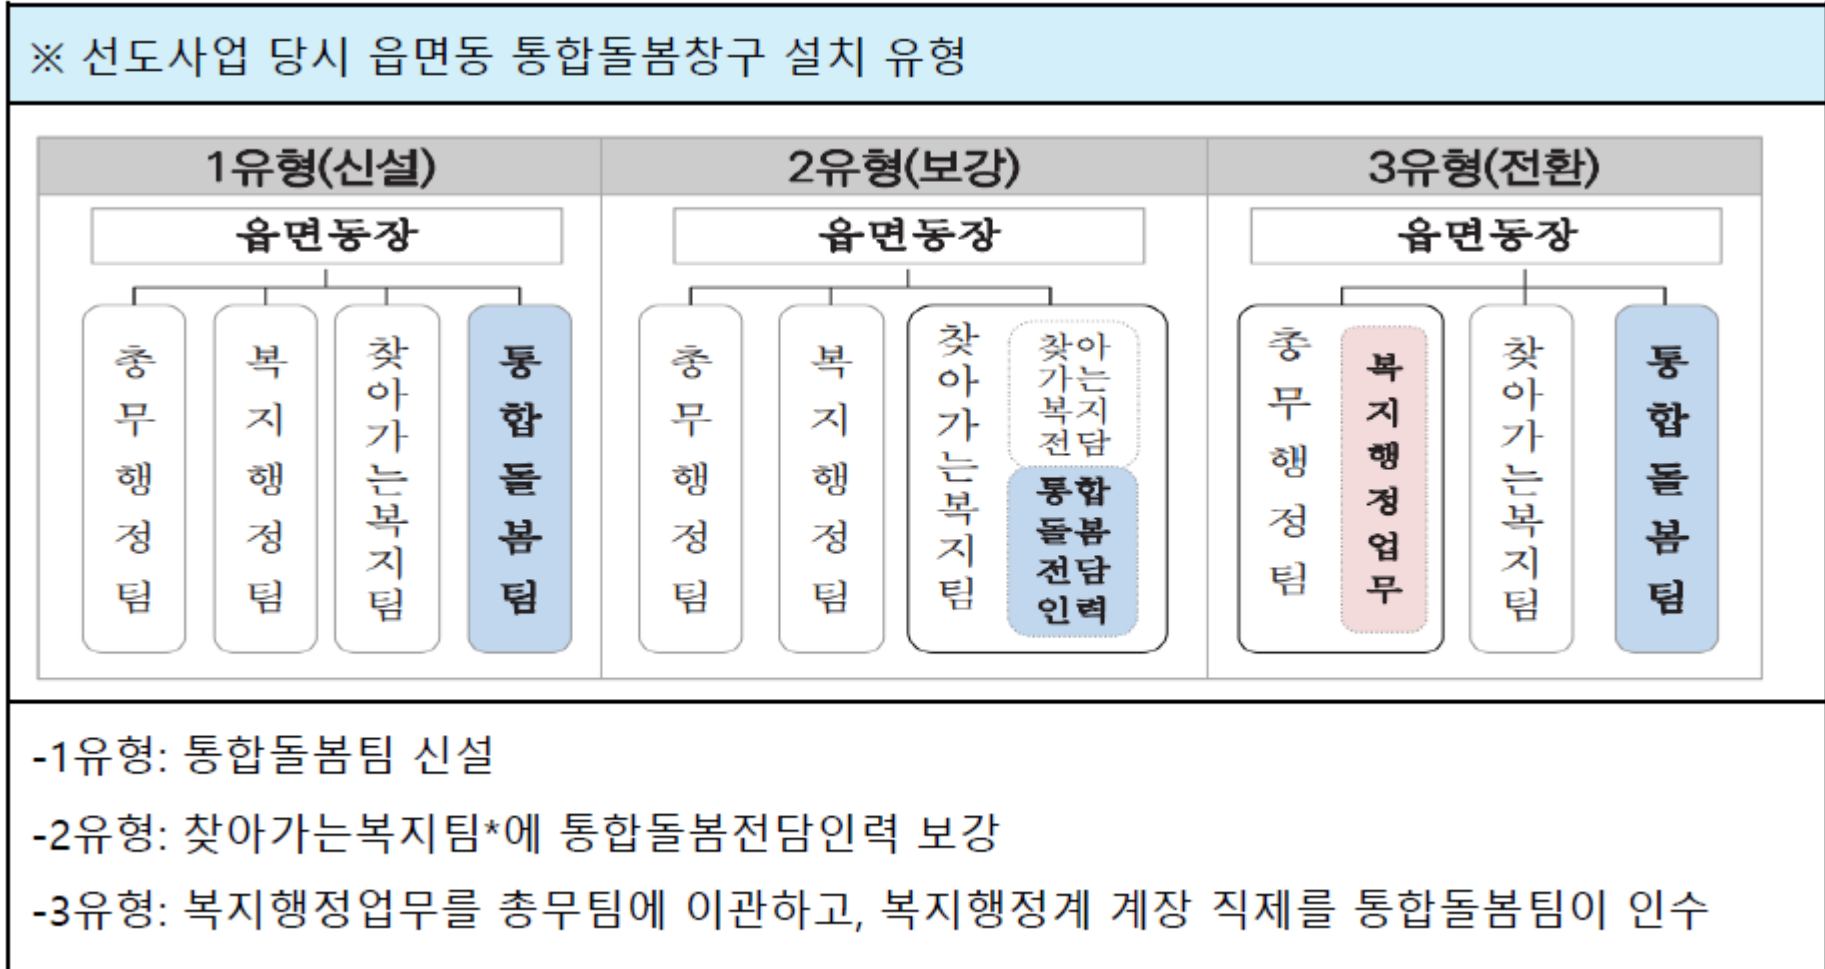 ※ 선도사업 당시 읍면동 통합돌봄창구 설치 유형
1유형(신설)
읍면동장
총무행정팀
복지행정팀
찾아가는복지팀
통합돌봄팀
2유형(보강)
읍면동장
총무행정팀
복지행정팀
찾아가는복지팀
찾아
가는
복지
전담
통합
돌봄
전담
인력
3유형(전환)
읍면동장
총무행정팀
복지행정업무
찾아가는복지팀
통합돌봄팀
-1유형: 통합돌봄팀 신설
-2유형: 찾아가는복지팀*에 통합돌봄전담인력 보강
-3유형: 복지행정업무를 총무팀에 이관하고, 복지행정계 계장 직제를 통합돌봄팀이 인수